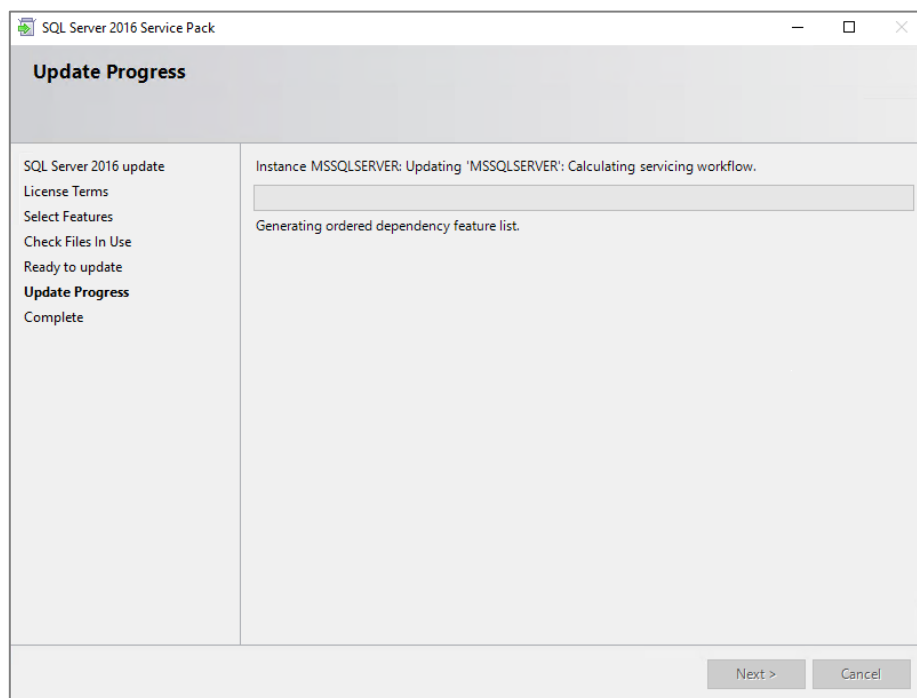 SQL Server 2016 Service Pack
Update Progress
SQL Server 2016 update
License Terms
Select Features
Check Files In Use
Ready to update
Update Progress
Complete
Instance MSSQLSERVER: Updating 'MSSQLSERVER': Calculating servicing workflow.
Generating ordered dependency feature list.
Next >
Cancel